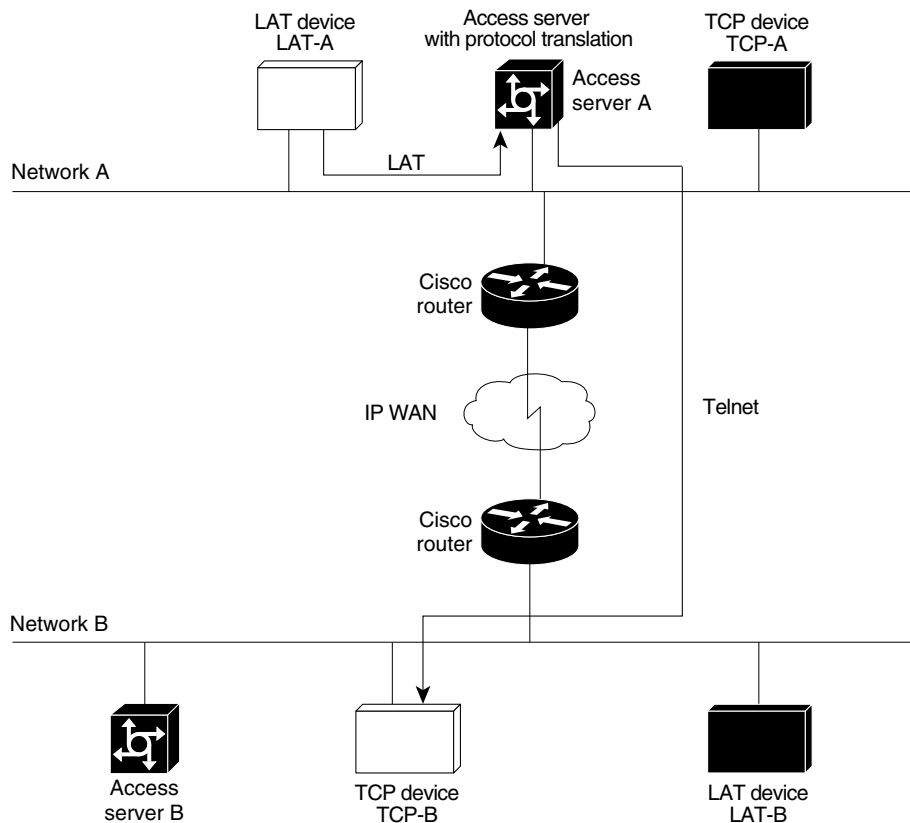 LAT device
LAT-A
Access server
with protocol translation
TCP device
TCP-A
Access
server A
LAT
Network A
Cisco
router
IP WAN
Telnet
Cisco
router
Network B
Access
server B
TCP device
TCP-B
LAT device
LAT-B